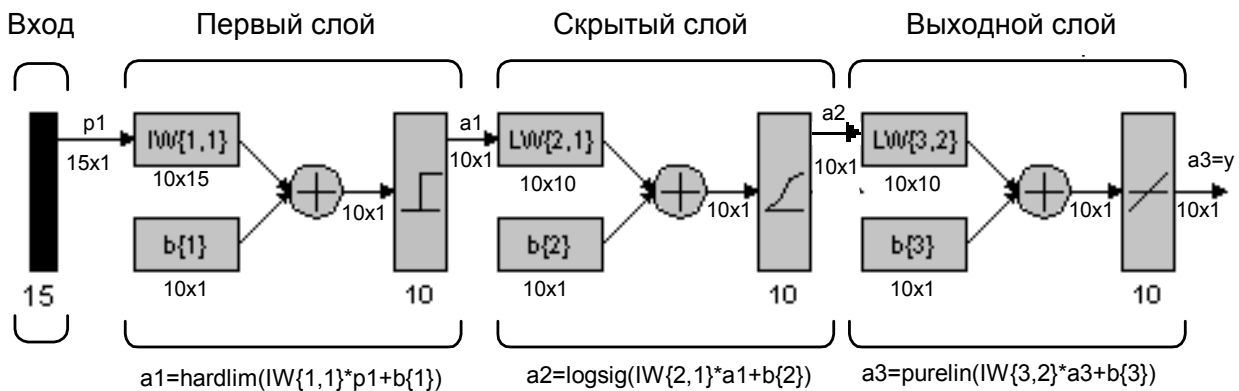 Вход
Первый слой
Скрытый слой
Выходной слой
p1
15x1
IW{1,1}
10x15
b{1}
10x1
10x1
15
10
a1
10x1
LW{2,1}
10x10
b{2}
10x1
10x1
10
a2
10x1
LW{3,2}
10x10
b{3}
10x1
10x1
10
a3=y
10x1
a1=hardlim(IW{1,1}*p1+b{1})
a2=logsig(IW{2,1}*a1+b{2})
a3=purelin(IW{3,2}*a3+b{3})